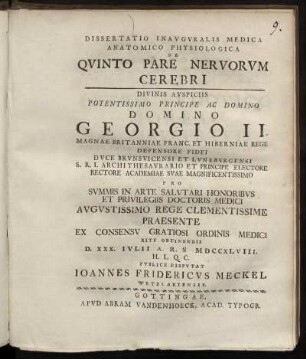 9.
DISSERTATIO INAVGVRALIS MEDICA
ANATOMICO PHYSIOLOGICA
DE
QVINTO PARE NERVORVM
CEREBRI
DIVINIS AVSPICIIS
POTENTISSIMO PRINCIPE AC DOMINO
DOMINO
GEORGIO II.
MAGNAE BRITANNIAE FRANC. ET HIBERNIAE REGE
DEFENSORE FIDEI
DVCE BRVNSVICENSI ET LVNEBVRGENSI
S. R. I. ARCHITHESAVRARIO ET PRINCIPE ELECTORE
RECTORE ACADEMIAE SVAE MAGNIFICENTISSIMO
PRO
SVMMIS IN ARTE SALVTARI HONORIBVS
ET PRIVILEGIIS DOCTORIS MEDICI
AVGVSTISSIMO REGE CLEMENTISSIME
PRAESENTE
EX CONSENSV GRATIOSI ORDINIS MEDICI
RITE OBTINENDIS
D. XXX. IVLII A. R. S MDCCXLVIII.
H. L. Q. C.
PVBLICE DISPVTAT
IOANNES FRIDERICVS MECKEL
WETZLARIENSIS.
GOTTINGAE,
APVD ABRAM VANDENHOECK, ACAD. TYPOGR.